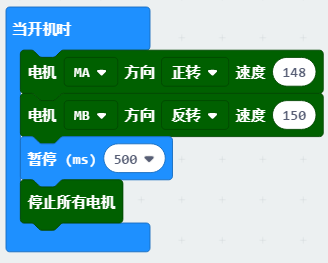 当开机时
电机 MA 方向 正转 速度 148
电机 MB 方向 反转 速度 150
暂停 (ms) 500
停止所有电机